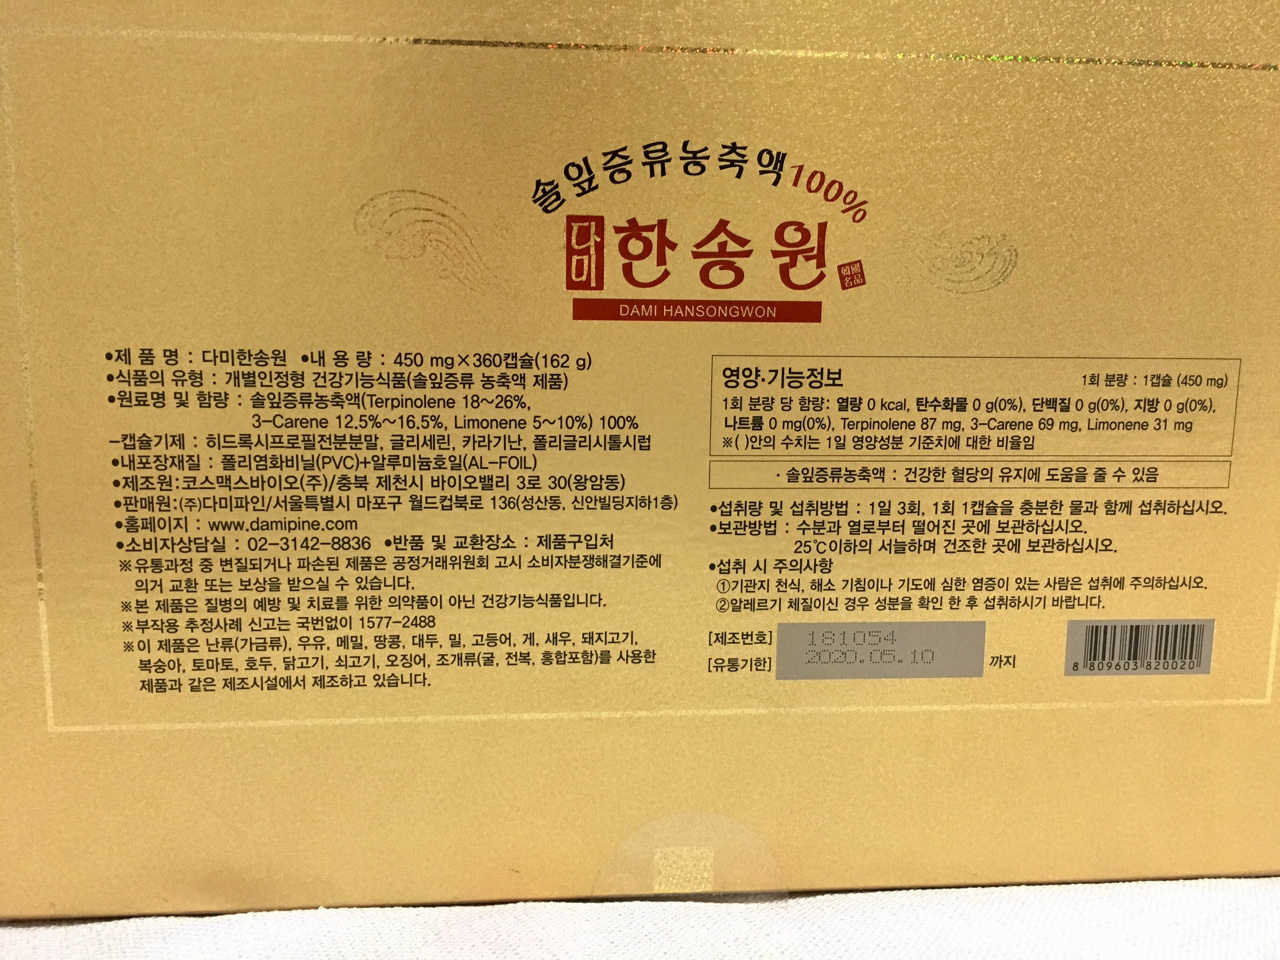 솔잎증류농축액100%
다미
한송원
韓國名品
DAMI HANSONGWON
•제 품 명 : 다미한송원 •내 용 량 : 450 mg×360캡슐(162 g)
•식품의 유형 : 개별인정형 건강기능식품(솔잎증류 농축액 제품)
•원료명 및 함량 : 솔잎증류농축액(Terpinolene 18~26%,
3-Carene 12.5%~16.5%, Limonene 5~10%) 100%
-캡슐기제 : 히드록시프로필전분분말, 글리세린, 카라기난, 폴리글리시톨시럽
•내포장재질 : 폴리염화비닐(PVC)+알루미늄호일(AL-FOIL)
•제조원:코스맥스바이오(주)/충북 제천시 바이오밸리 3로 30(왕암동)
•판매원:(주)다미파인/서울특별시 마포구 월드컵북로 136(성산동, 신안빌딩지하1층)
•홈페이지 : www.damipine.com
•소비자상담실 : 02-3142-8836 •반품 및 교환장소 : 제품구입처
※유통과정 중 변질되거나 파손된 제품은 공정거래위원회 고시 소비자분쟁해결기준에
의거 교환 또는 보상을 받으실 수 있습니다.
※본 제품은 질병의 예방 및 치료를 위한 의약품이 아닌 건강기능식품입니다.
※부작용 추정사례 신고는 국번없이 1577-2488
※이 제품은 난류(가금류), 우유, 메밀, 땅콩, 대두, 밀, 고등어, 게, 새우, 돼지고기,
복숭아, 토마토, 호두, 닭고기, 쇠고기, 오징어, 조개류(굴, 전복, 홍합포함)를 사용한
제품과 같은 제조시설에서 제조하고 있습니다.
영양·기능정보
1회 분량 : 1캡슐 (450 mg)
1회 분량 당 함량: 열량 0 kcal, 탄수화물 0 g(0%), 단백질 0 g(0%), 지방 0 g(0%),
나트륨 0 mg(0%), Terpinolene 87 mg, 3-Carene 69 mg, Limonene 31 mg
※( )안의 수치는 1일 영양성분 기준치에 대한 비율임
· 솔잎증류농축액 : 건강한 혈당의 유지에 도움을 줄 수 있음
•섭취량 및 섭취방법 : 1일 3회, 1회 1캡슐을 충분한 물과 함께 섭취하십시오.
•보관방법 : 수분과 열로부터 떨어진 곳에 보관하십시오.
25℃이하의 서늘하며 건조한 곳에 보관하십시오.
•섭취 시 주의사항
①기관지 천식, 해소 기침이나 기도에 심한 염증이 있는 사람은 섭취에 주의하십시오.
②알레르기 체질이신 경우 성분을 확인 한 후 섭취하시기 바랍니다.
[제조번호] 181054
[유통기한] 2020.05.10 까지
8 809603 820020